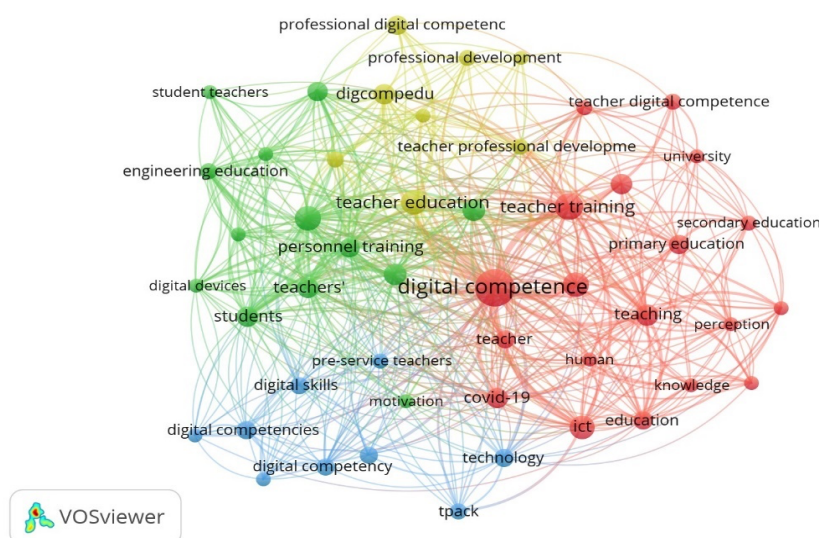 professional digital competenc
professional development
student teachers
digcompedu
teacher digital competence
teacher professional developme
university
engineering education
teacher education
teacher training
secondary education
personnel training
primary education
digital devices
teachers'
digital competence
students
teaching
perception
teacher
pre-service teachers
human
digital skills
knowledge
motivation
covid-19
digital competencies
ict
education
digital competency
technology
tpack
VOSviewer